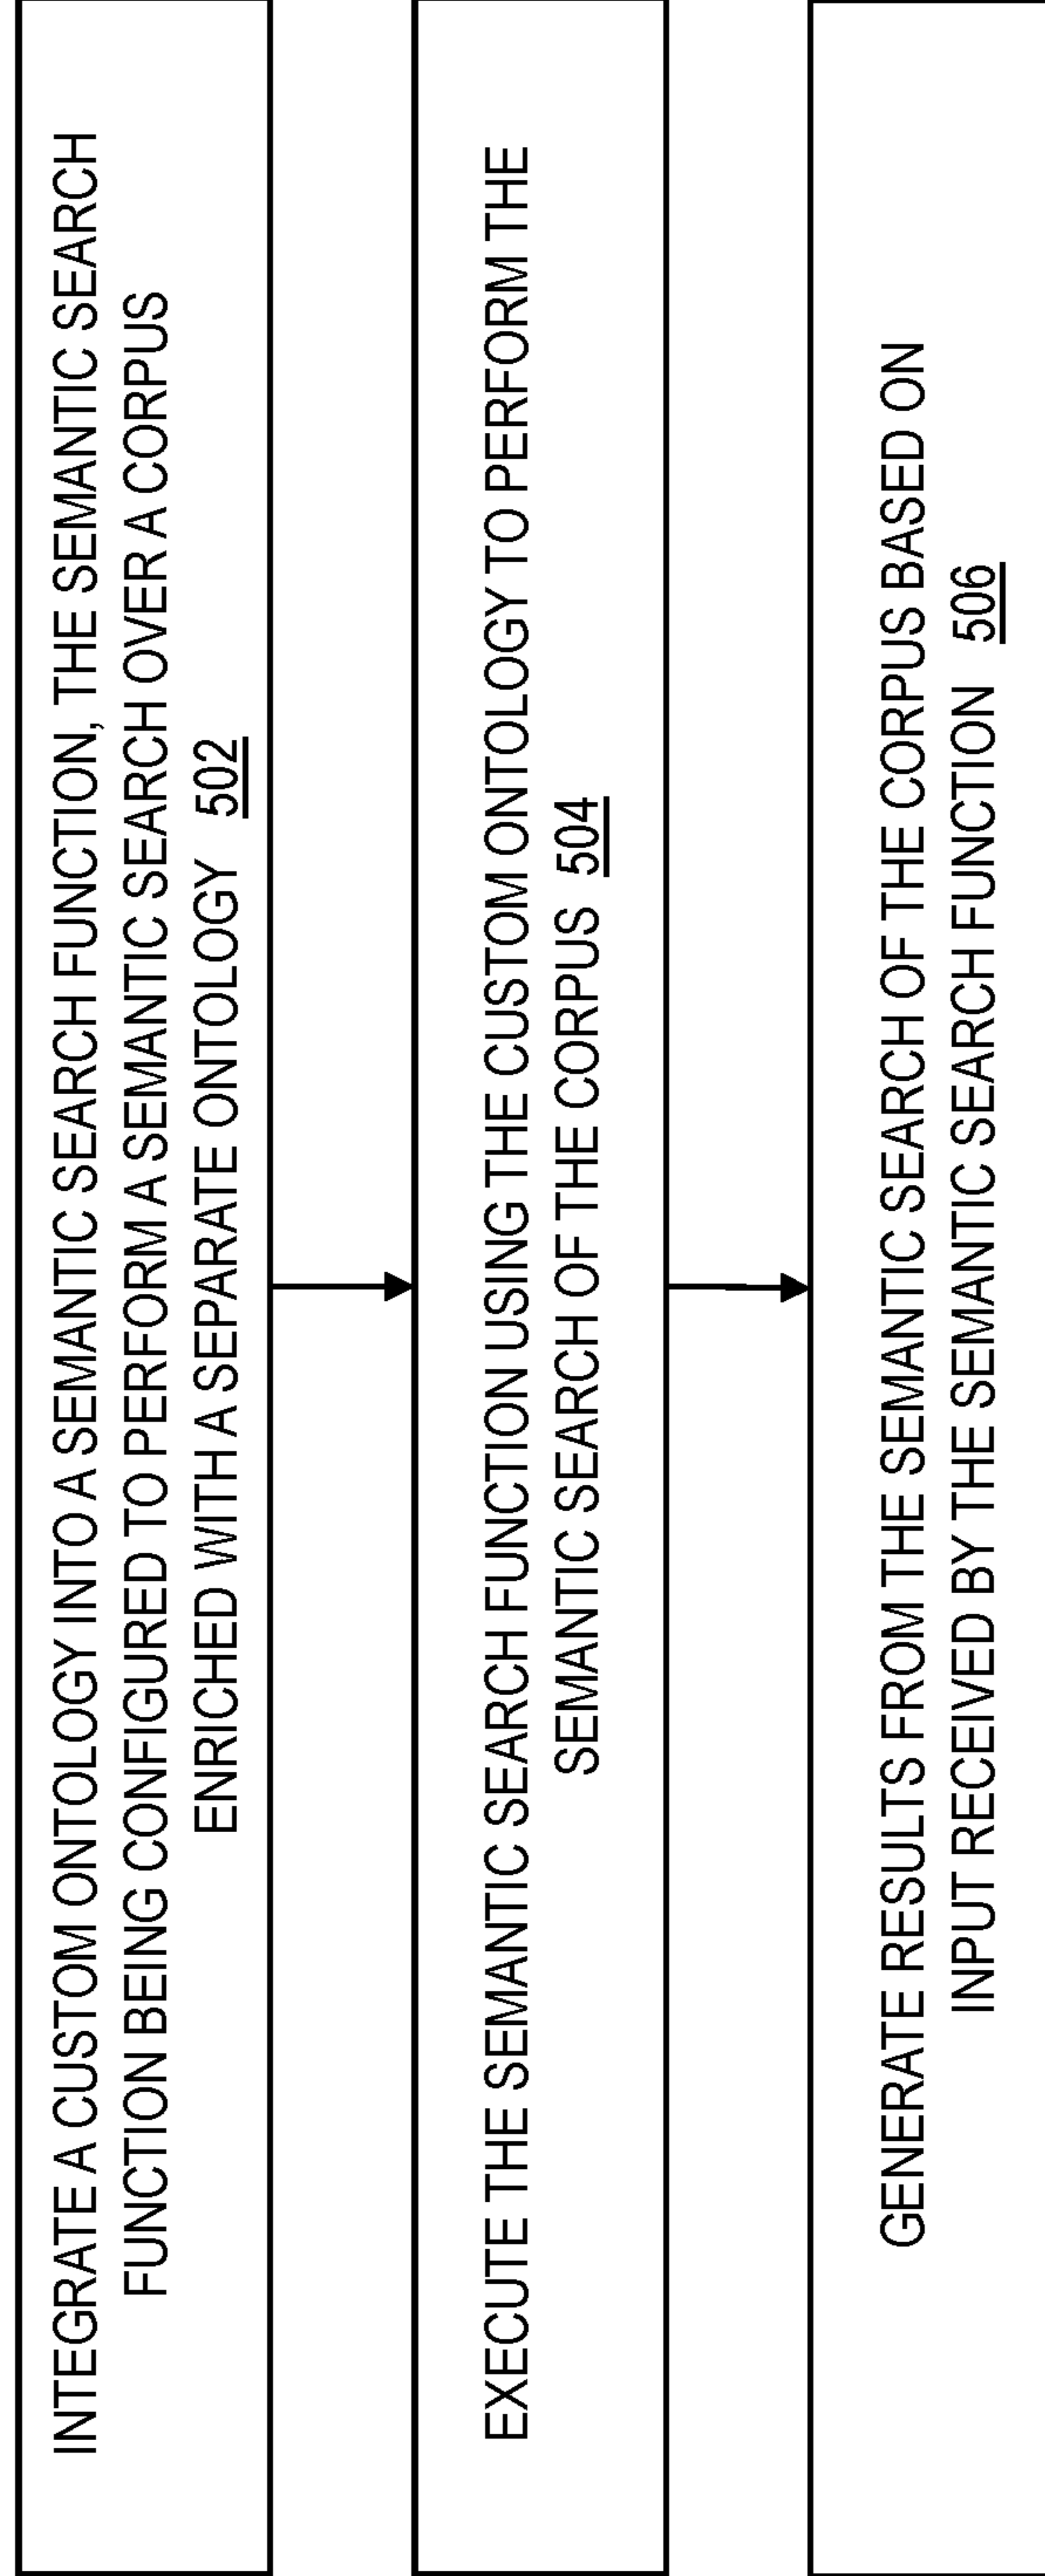 INTEGRATE A CUSTOM ONTOLOGY INTO A SEMANTIC SEARCH FUNCTION, THE SEMANTIC SEARCH
FUNCTION BEING CONFIGURED TO PERFORM A SEMANTIC SEARCH OVER A CORPUS
ENRICHED WITH A SEPARATE ONTOLOGY 502
EXECUTE THE SEMANTIC SEARCH FUNCTION USING THE CUSTOM ONTOLOGY TO PERFORM THE
SEMANTIC SEARCH OF THE CORPUS 504
GENERATE RESULTS FROM THE SEMANTIC SEARCH OF THE CORPUS BASED ON
INPUT RECEIVED BY THE SEMANTIC SEARCH FUNCTION 506